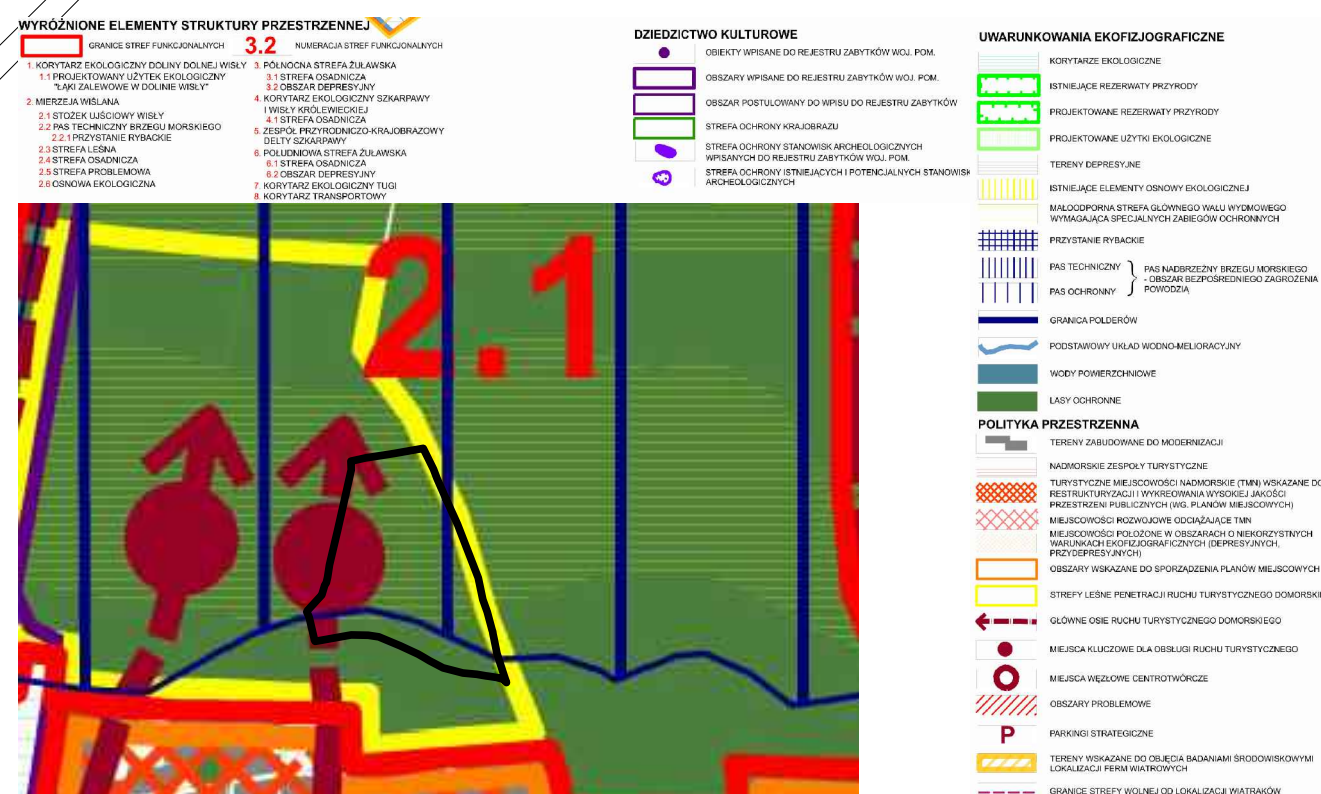 WYRÓŻNIONE ELEMENTY STRUKTURY PRZESTRZENNEJ
GRANICE STREF FUNKCJONALNYCH
3.2 NUMERACJA STREF FUNKCJONALNYCH
1. KORYTARZ EKOLOGICZNY DOLINY DOLNEJ WISŁY
1.1 PROJEKTOWANY UŻYTEK EKOLOGICZNY
"ŁĄKI ZALEWOWE W DOLINIE WISŁY"
2. MIERZEJA WIŚLANA
2.1 STOŻEK UJŚCIOWY WISŁY
2.2 PAS TECHNICZNY BRZEGU MORSKIEGO
2.2.1 PRZYSTANIE RYBACKIE
2.3 STREFA LEŚNA
2.4 STREFA OSADNICZA
2.5 STREFA PROBLEMOWA
2.6 OSNOWA EKOLOGICZNA
3. PÓŁNOCNA STREFA ŻUŁAWSKA
3.1 STREFA OSADNICZA
3.2 OBSZAR DEPRESYJNY
4. KORYTARZ EKOLOGICZNY SZKARPAWY
I WISŁY KRÓLEWIECKIEJ
4.1 STREFA OSADNICZA
5. ZESPÓŁ PRZYRODNICZO-KRAJOBRAZOWY
DELTY SZKARPAWY
6. POŁUDNIOWA STREFA ŻUŁAWSKA
6.1 STREFA OSADNICZA
6.2 OBSZAR DEPRESYJNY
7. KORYTARZ EKOLOGICZNY TUGI
8. KORYTARZ TRANSPORTOWY
DZIEDZICTWO KULTUROWE
OBIEKTY WPISANE DO REJESTRU ZABYTKÓW WOJ. POM.
OBSZARY WPISANE DO REJESTRU ZABYTKÓW WOJ. POM.
OBSZAR POSTULOWANY DO WPISU DO REJESTRU ZABYTKÓW
STREFA OCHRONY KRAJOBRAZU
STREFA OCHRONY STANOWISK ARCHEOLOGICZNYCH
WPISANYCH DO REJESTRU ZABYTKÓW WOJ. POM.
STREFA OCHRONY ISTNIEJĄCYCH I POTENCJALNYCH STANOWISK
ARCHEOLOGICZNYCH
UWARUNKOWANIA EKOFIZJOGRAFICZNE
KORYTARZE EKOLOGICZNE
ISTNIEJĄCE REZERWATY PRZYRODY
PROJEKTOWANE REZERWATY PRZYRODY
PROJEKTOWANE UŻYTKI EKOLOGICZNE
TERENY DEPRESYJNE
ISTNIEJĄCE ELEMENTY OSNOWY EKOLOGICZNEJ
MAŁOODPORNA STREFA GŁÓWNEGO WAŁU WYDMOWEGO
WYMAGAJĄCA SPECJALNYCH ZABIEGÓW OCHRONNYCH
PRZYSTANIE RYBACKIE
PAS TECHNICZNY
PAS OCHRONNY
PAS NADBRZEŻNY BRZEGU MORSKIEGO
- OBSZAR BEZPOŚREDNIEGO ZAGROŻENIA
POWODZIĄ
GRANICA POLDERÓW
PODSTAWOWY UKŁAD WODNO-MELIORACYJNY
WODY POWIERZCHNIOWE
LASY OCHRONNE
POLITYKA PRZESTRZENNA
TERENY ZABUDOWANE DO MODERNIZACJI
NADMORSKIE ZESPOŁY TURYSTYCZNE
TURYSTYCZNE MIEJSCOWOŚCI NADMORSKIE (TMN) WSKAZANE DO
RESTRUKTURYZACJI I WYKREOWANIA WYSOKIEJ JAKOŚCI
PRZESTRZENI PUBLICZNYCH (WG. PLANÓW MIEJSCOWYCH)
MIEJSCOWOŚCI ROZWOJOWE ODCIĄŻAJĄCE TMN
MIEJSCOWOŚCI POŁOŻONE W OBSZARACH O NIEKORZYSTNYCH
WARUNKACH EKOFIZJOGRAFICZNYCH (DEPRESYJNYCH,
PRZYDEPRESYJNYCH)
OBSZARY WSKAZANE DO SPORZĄDZENIA PLANÓW MIEJSCOWYCH
STREFY LEŚNE PENETRACJI RUCHU TURYSTYCZNEGO DOMORSKI
GŁÓWNE OSIE RUCHU TURYSTYCZNEGO DOMORSKIEGO
MIEJSCA KLUCZOWE DLA OBSŁUGI RUCHU TURYSTYCZNEGO
MIEJSCA WĘZŁOWE CENTROTWÓRCZE
OBSZARY PROBLEMOWE
P PARKINGI STRATEGICZNE
TERENY WSKAZANE DO OBJĘCIA BADANIAMI ŚRODOWISKOWYMI
LOKALIZACJI FERM WIATROWYCH
GRANICE STREFY WOLNEJ OD LOKALIZACJI WIATRAKÓW
2.1